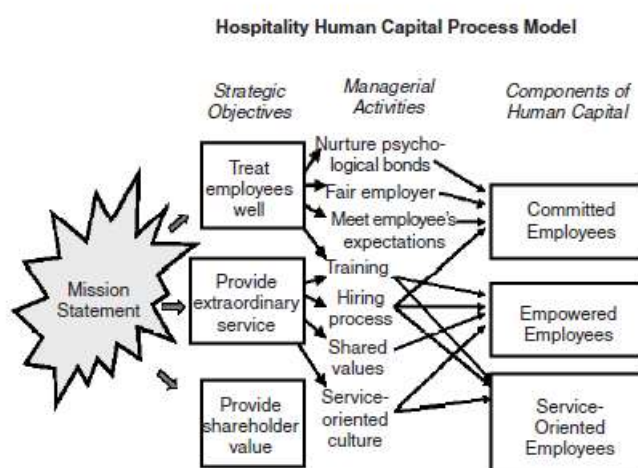 Hospitality Human Capital Process Model
Strategic
Objectives
Managerial
Activities
Components of
Human Capital
Mission
Statement
Treat
employees
well
Provide
extraordinary
service
Provide
shareholder
value
Nurture psycho-
logical bonds
Fair employer
Meet employee's
expectations
Training
Hiring
process
Shared
values
Service-
oriented
culture
Committed
Employees
Empowered
Employees
Service-
Oriented
Employees